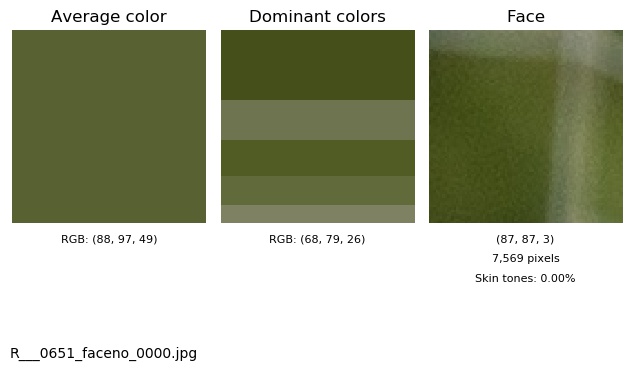 Average color
Dominant colors
Face
RGB: (88, 97, 49)
RGB: (68, 79, 26)
(87, 87, 3)
7,569 pixels
Skin tones: 0.00%
R___0651_faceno_0000.jpg